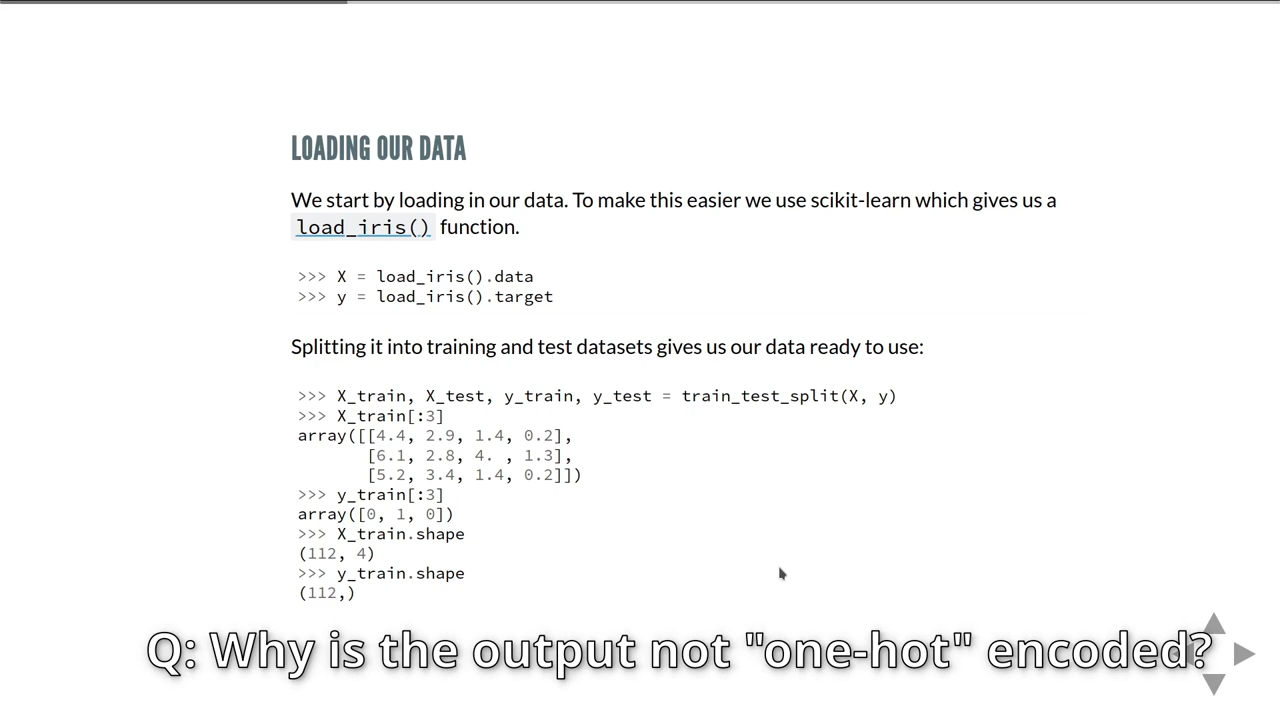 LOADING OUR DATA
We start by loading in our data. To make this easier we use scikit-learn which gives us a
load_iris() function.
>>> X = load_iris().data
>>> y = load_iris().target
Splitting it into training and test datasets gives us our data ready to use:
>>> X_train, X_test, y_train, y_test = train_test_split(X, y)
>>> X_train[:3]
array([[4.4, 2.9, 1.4, 0.2],
       [6.1, 2.8, 4. , 1.3],
       [5.2, 3.4, 1.4, 0.2]])
>>> y_train[:3]
array([0, 1, 0])
>>> X_train.shape
(112, 4)
>>> y_train.shape
(112,)
Q: Why is the output not "one-hot" encoded?